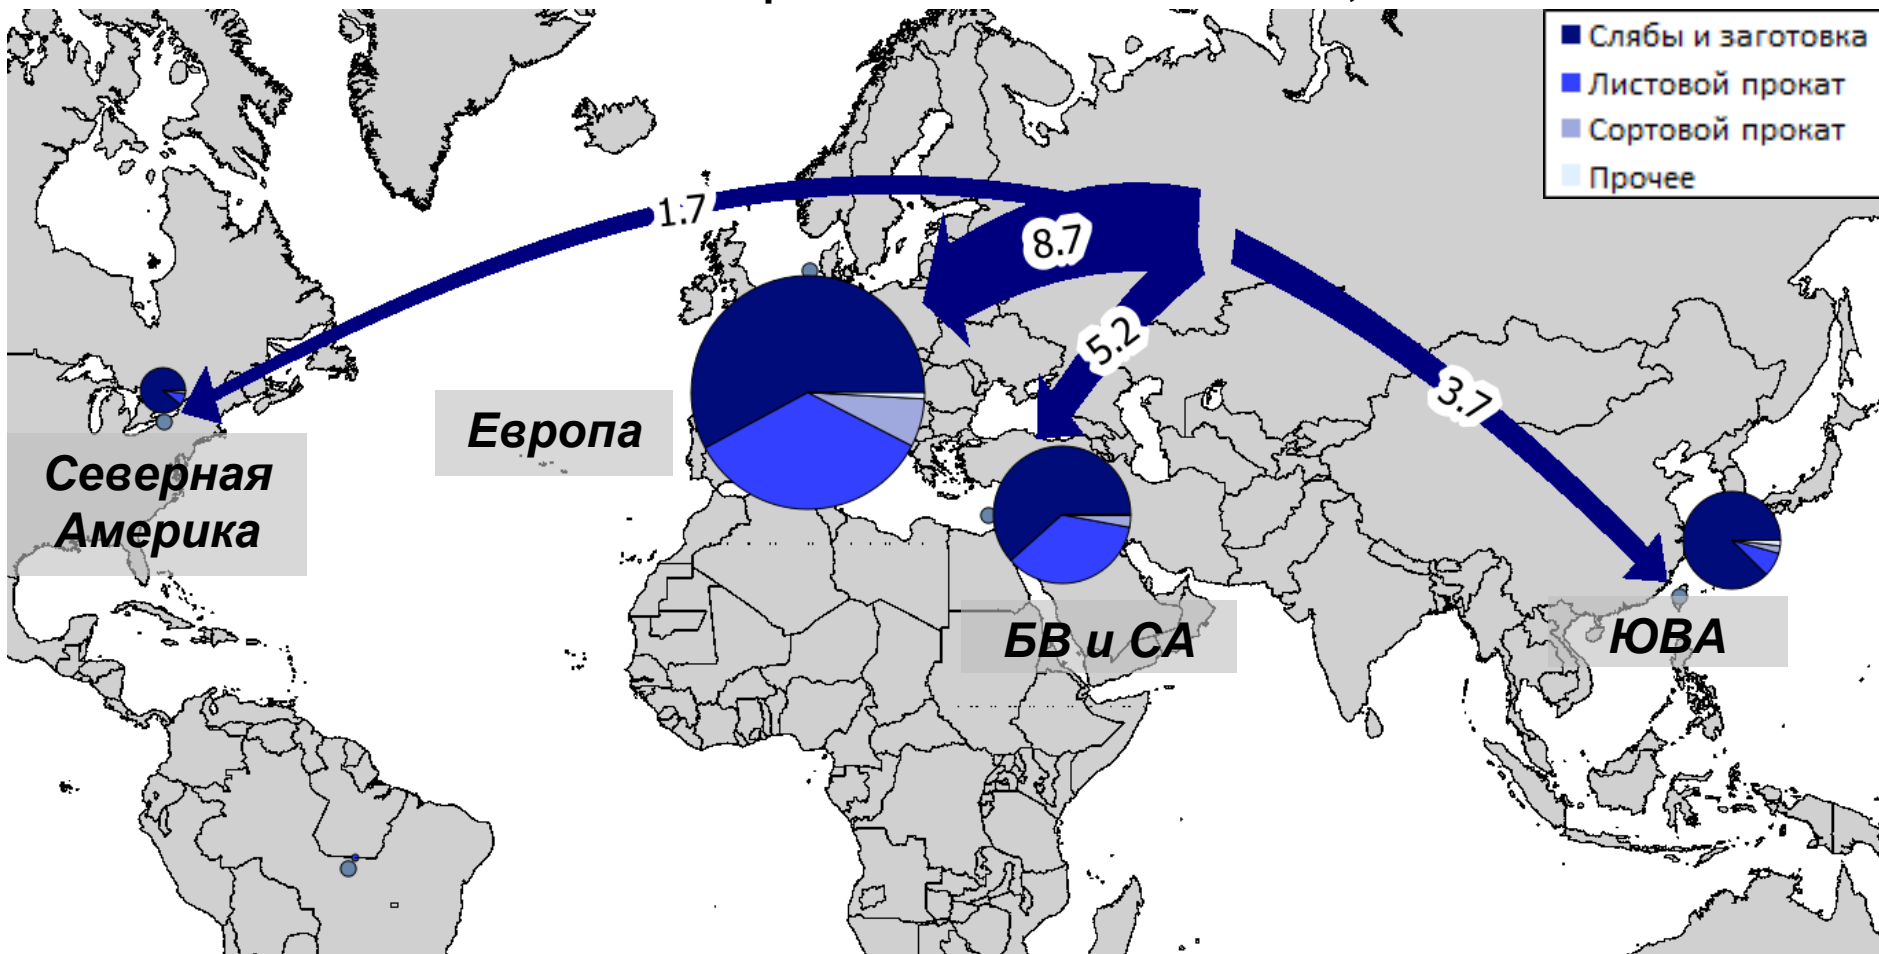 Слябы и заготовка
Листовой прокат
Сортовой прокат
Прочее
1.7
8.7
5.2
3.7
Европа
Северная
Америка
БВ и СА
ЮВА